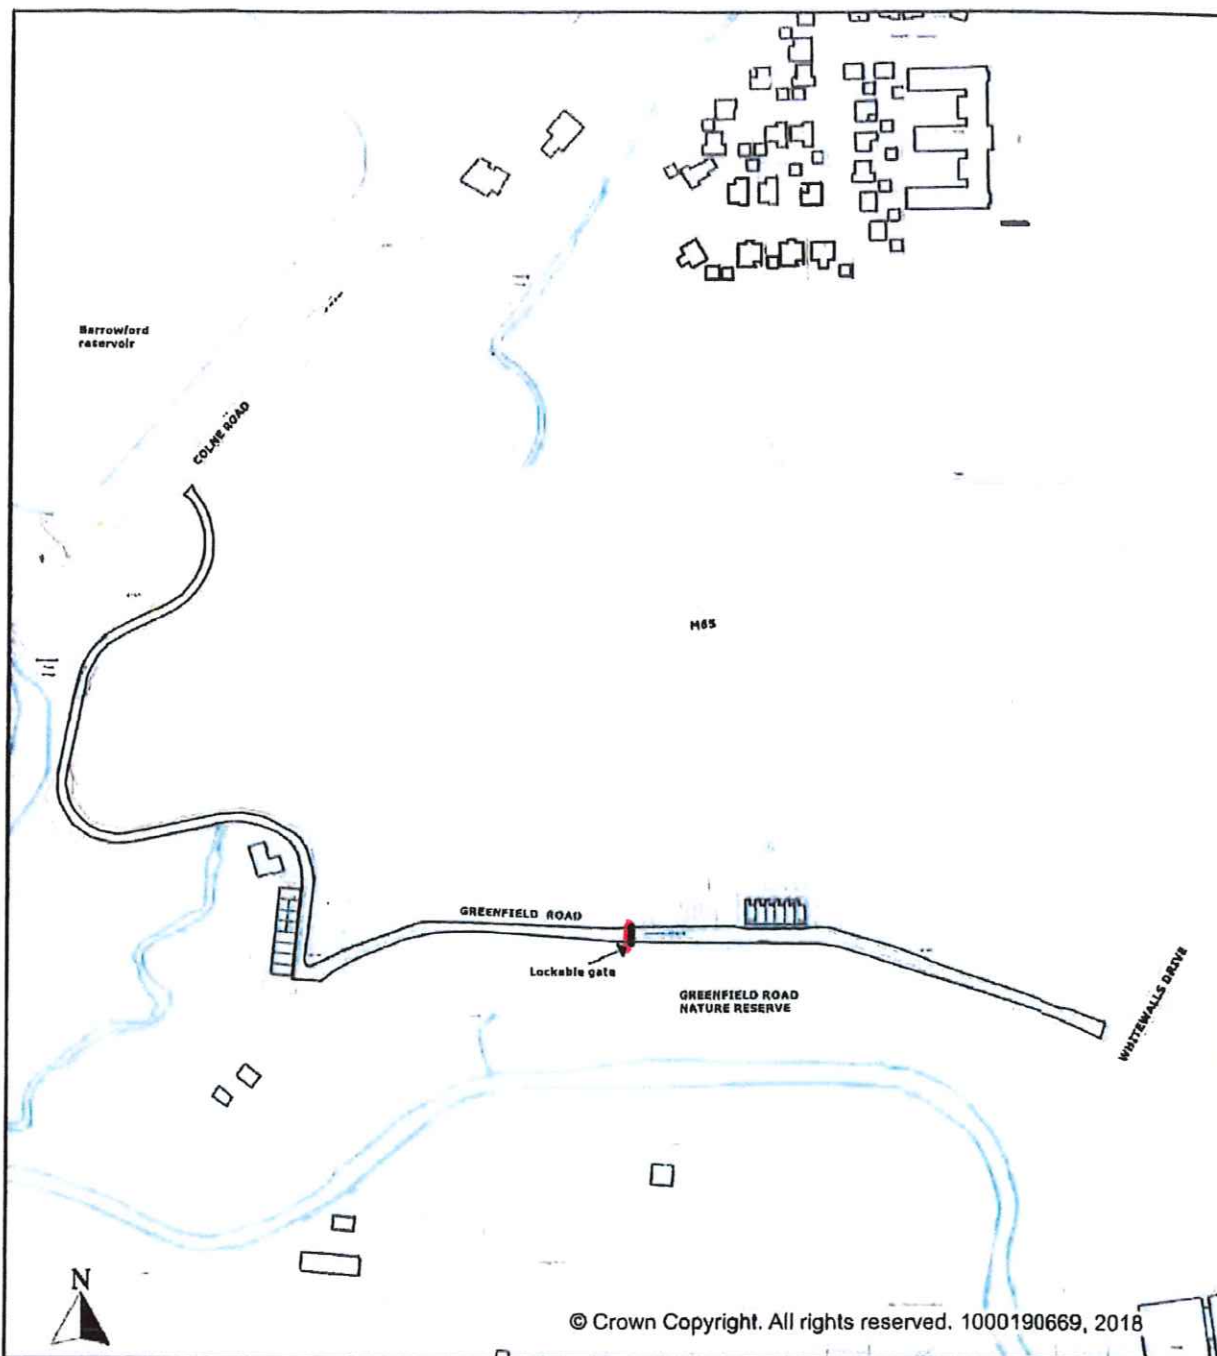 Barrowford
reservoir
COLNE ROAD
M65
GREENFIELD ROAD
Lockable gate
GREENFIELD ROAD
NATURE RESERVE
WHITEWALLS DRIVE
N
© Crown Copyright. All rights reserved. 1000190669, 2018